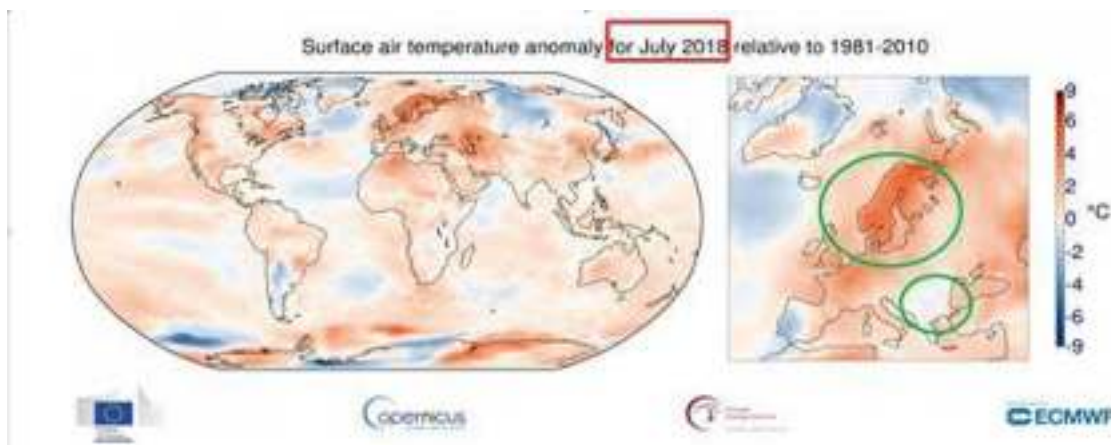 Surface air temperature anomaly for July 2018 relative to 1981-2010
9
6
4
2
0
-2
-4
-6
-9
°C
opernicus
ECMWF